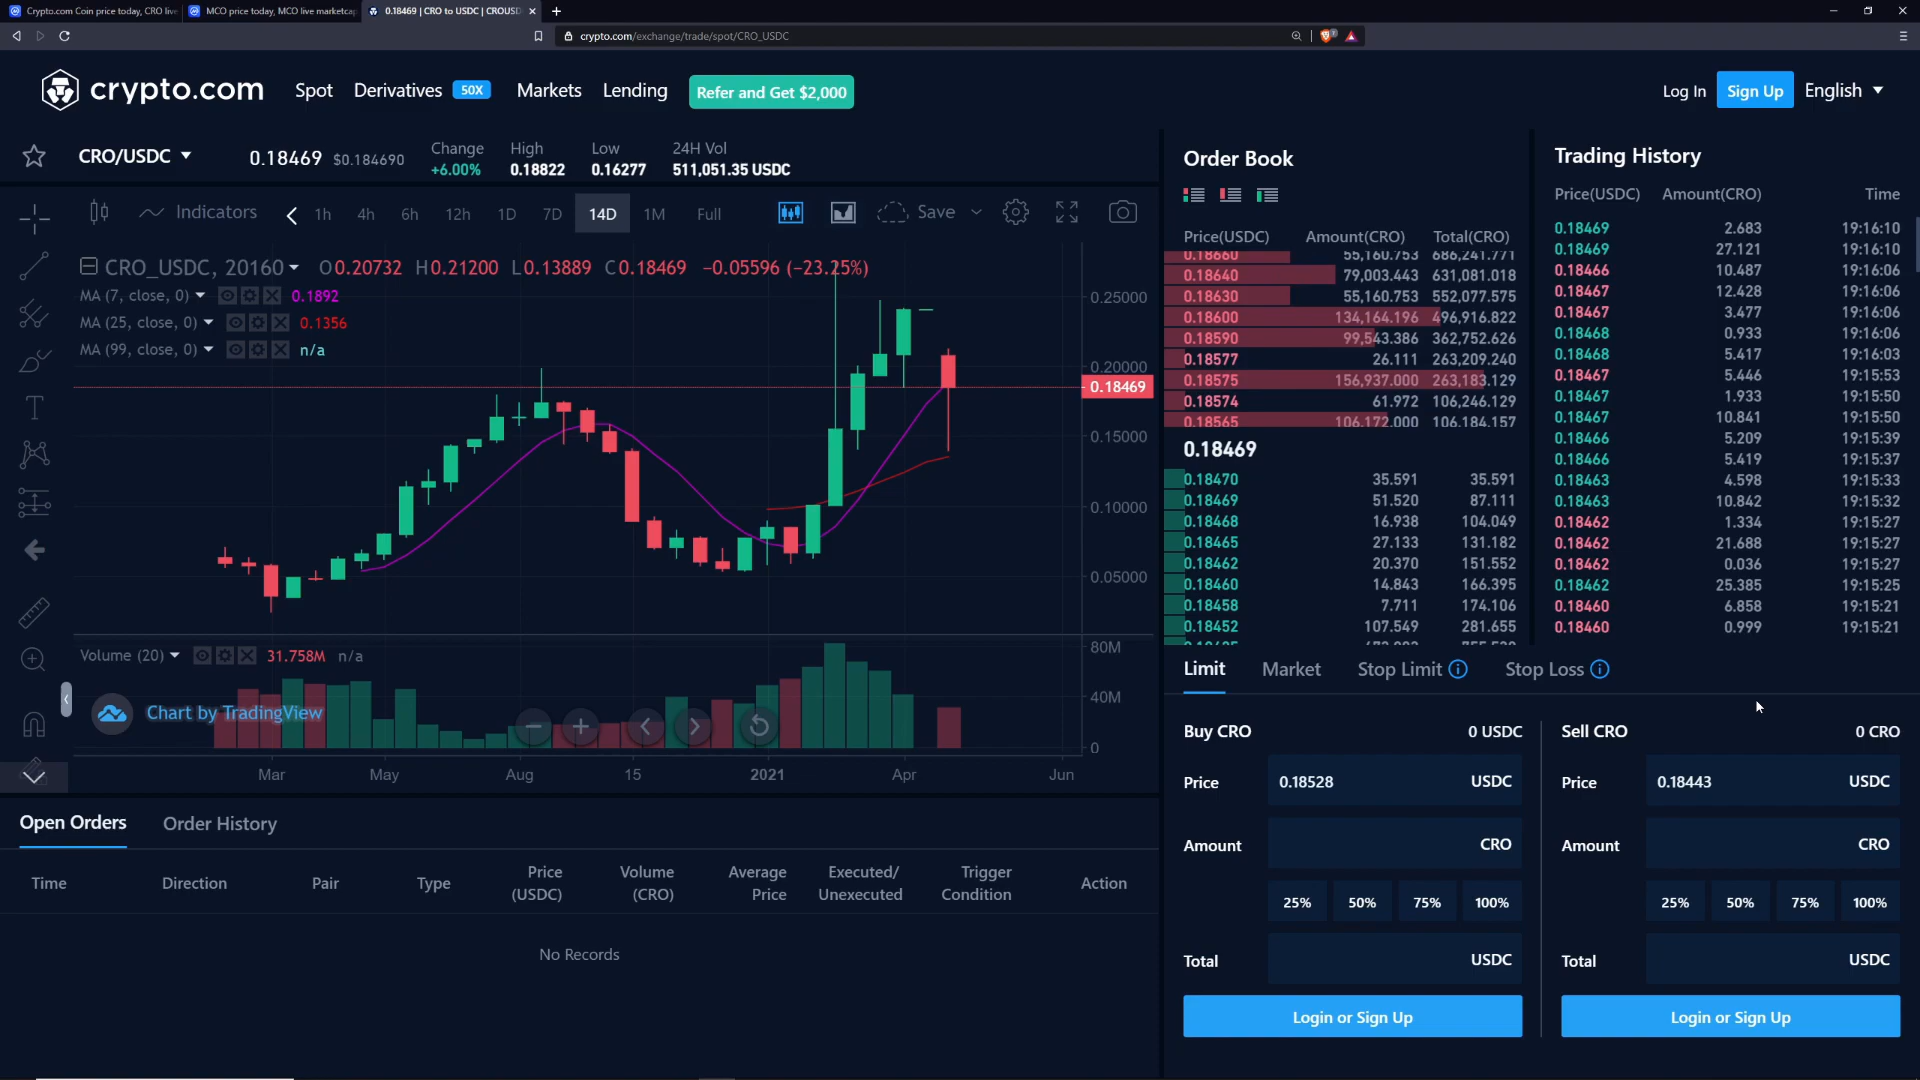 Crypto.com Coin price today, CRO live
MCO price today, MCO live marketcap
0.18469 | CRO to USDC | CROUSD
crypto.com/exchange/trade/spot/CRO_USDC
crypto.com
Spot
Derivatives
50X
Markets
Lending
Refer and Get $2,000
Log In
Sign Up
English
CRO/USDC
0.18469
$0.184690
Change
+6.00%
High
0.18822
Low
0.16277
24H Vol
511,051.35 USDC
Indicators
1h
4h
6h
12h
1D
7D
14D
1M
Full
Save
CRO_USDC, 20160
O0.20732 H0.21200 L0.13889 C0.18469 −0.05596 (−23.25%)
MA (7, close, 0)
0.1892
MA (25, close, 0)
0.1356
MA (99, close, 0)
n/a
0.25000
0.20000
0.18469
0.15000
0.10000
0.05000
Volume (20)
31.758M n/a
80M
40M
0
Chart by TradingView
Mar
May
Aug
15
2021
Apr
Jun
Open Orders
Order History
Time
Direction
Pair
Type
Price
(USDC)
Volume
(CRO)
Average
Price
Executed/
Unexecuted
Trigger
Condition
Action
No Records
Order Book
Price(USDC) Amount(CRO) Total(CRO)
0.18660 55,160.753 686,241.771
0.18640 79,003.443 631,081.018
0.18630 55,160.753 552,077.575
0.18600 134,164.196 496,916.822
0.18590 99,543.386 362,752.626
0.18577 26.111 263,209.240
0.18575 156,937.000 263,183.129
0.18574 61.972 106,246.129
0.18565 106,172.000 106,184.157
0.18469
0.18470 35.591 35.591
0.18469 51.520 87.111
0.18468 16.938 104.049
0.18465 27.133 131.182
0.18462 20.370 151.552
0.18460 14.843 166.395
0.18458 7.711 174.106
0.18452 107.549 281.655
Trading History
Price(USDC) Amount(CRO) Time
0.18469 2.683 19:16:10
0.18469 27.121 19:16:10
0.18466 10.487 19:16:06
0.18467 12.428 19:16:06
0.18467 3.477 19:16:06
0.18468 0.933 19:16:06
0.18468 5.417 19:16:03
0.18467 5.446 19:15:53
0.18467 1.933 19:15:50
0.18467 10.841 19:15:50
0.18466 5.209 19:15:39
0.18466 5.419 19:15:37
0.18463 4.598 19:15:33
0.18463 10.842 19:15:32
0.18462 1.334 19:15:27
0.18462 21.688 19:15:27
0.18462 0.036 19:15:27
0.18462 25.385 19:15:25
0.18460 6.858 19:15:21
0.18460 0.999 19:15:21
Limit
Market
Stop Limit
Stop Loss
Buy CRO
0 USDC
Price
0.18528
USDC
Amount
CRO
25%
50%
75%
100%
Total
USDC
Login or Sign Up
Sell CRO
0 CRO
Price
0.18443
USDC
Amount
CRO
25%
50%
75%
100%
Total
USDC
Login or Sign Up